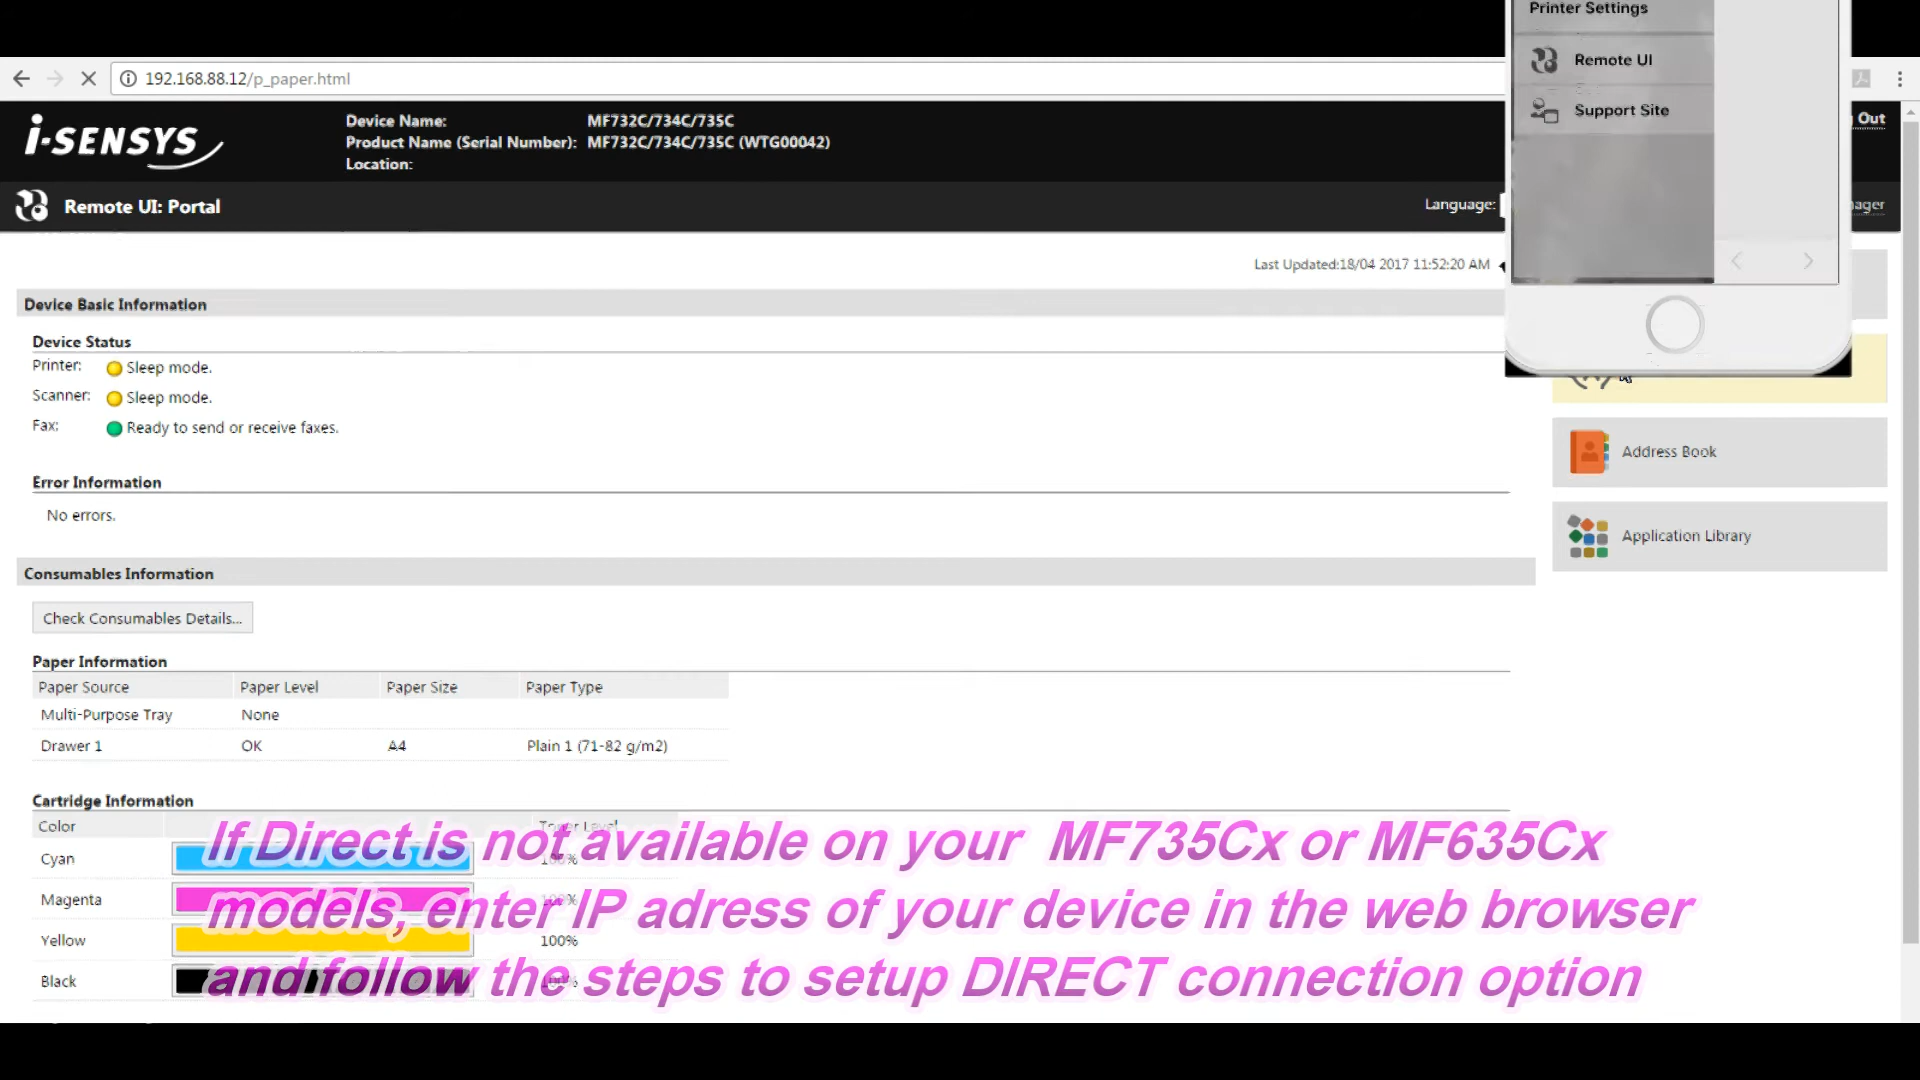 Printer Settings
Remote UI
Support Site
192.168.88.12/p_paper.html
i-SENSYS
Device Name: MF732C/734C/735C
Product Name (Serial Number): MF732C/734C/735C (WTG00042)
Location:
Out
Remote UI: Portal
Language:
Last Updated:18/04 2017 11:52:20 AM
Device Basic Information
Device Status
Printer: Sleep mode.
Scanner: Sleep mode.
Fax: Ready to send or receive faxes.
Address Book
Error Information
No errors.
Application Library
Consumables Information
Check Consumables Details...
Paper Information
Paper Source Paper Level Paper Size Paper Type
Multi-Purpose Tray None
Drawer 1 OK A4 Plain 1 (71-82 g/m2)
Cartridge Information
Color Toner Level
Cyan 100%
Magenta 100%
Yellow 100%
Black 100%
If Direct is not available on your MF735Cx or MF635Cx
models, enter IP adress of your device in the web browser
and follow the steps to setup DIRECT connection option